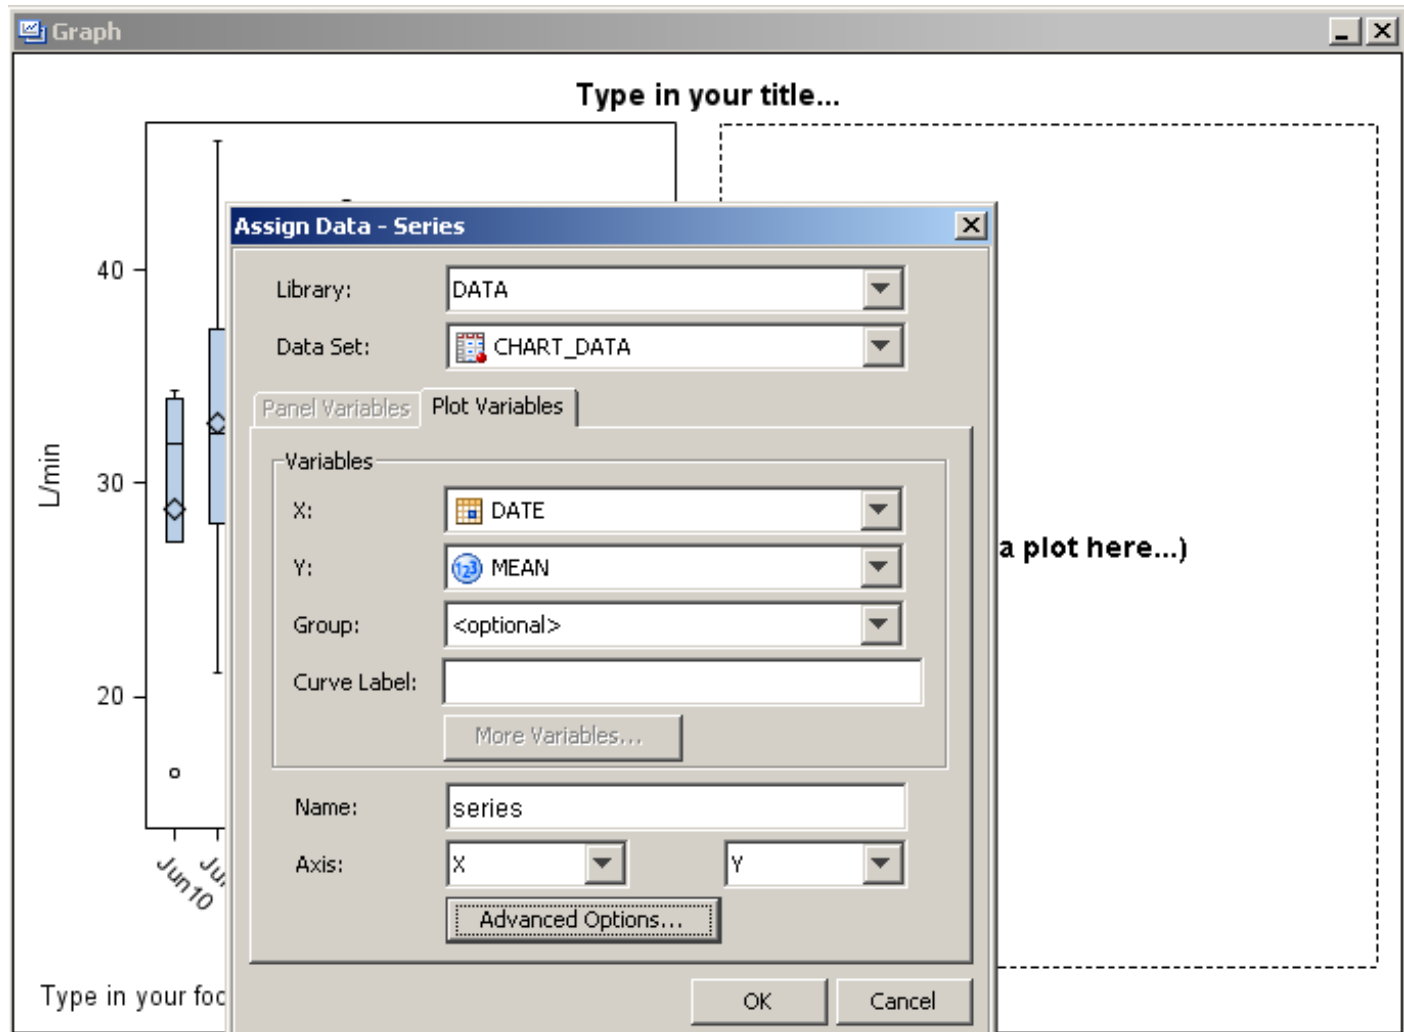 Graph
Type in your title...
40
30
20
L/min
Jun10
Type in your foo
a plot here...)
Assign Data - Series
Library: DATA
Data Set: CHART_DATA
Panel Variables Plot Variables
Variables
X: DATE
Y: 123 MEAN
Group: <optional>
Curve Label:
More Variables...
Name: series
Axis: X Y
Advanced Options...
OK Cancel